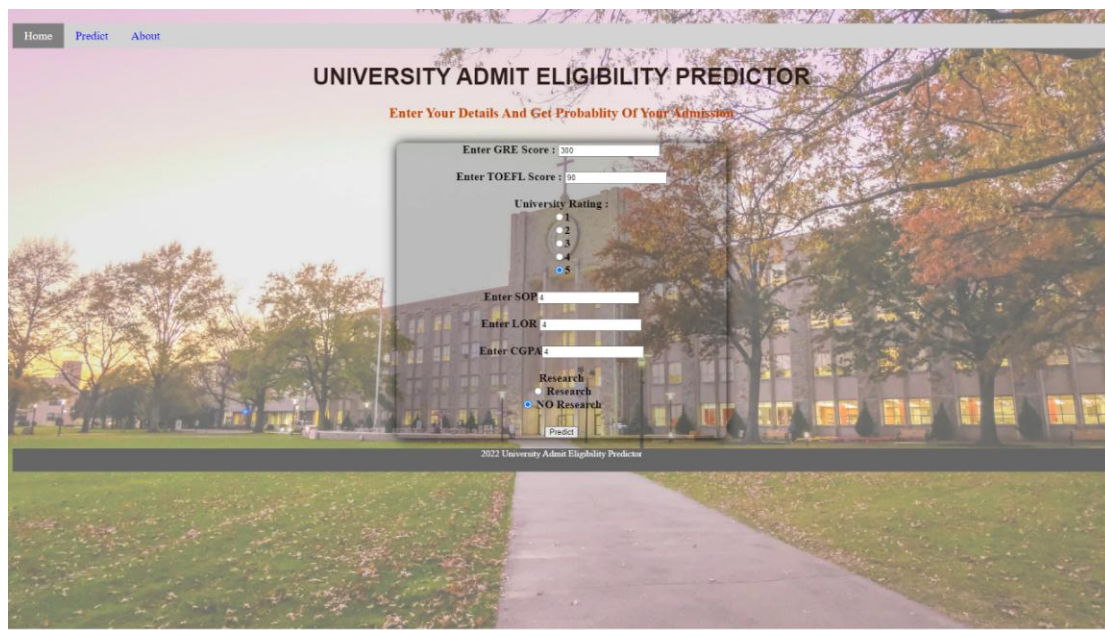 Home Predict About
UNIVERSITY ADMIT ELIGIBILITY PREDICTOR
Enter Your Details And Get Probablity Of Your Admission
Enter GRE Score : 300
Enter TOEFL Score : 90
University Rating :
1
2
3
4
5
Enter SOP 4
Enter LOR 4
Enter CGPA 4
Research
Research
NO Research
Predict
2022 University Admit Eligibility Predictor